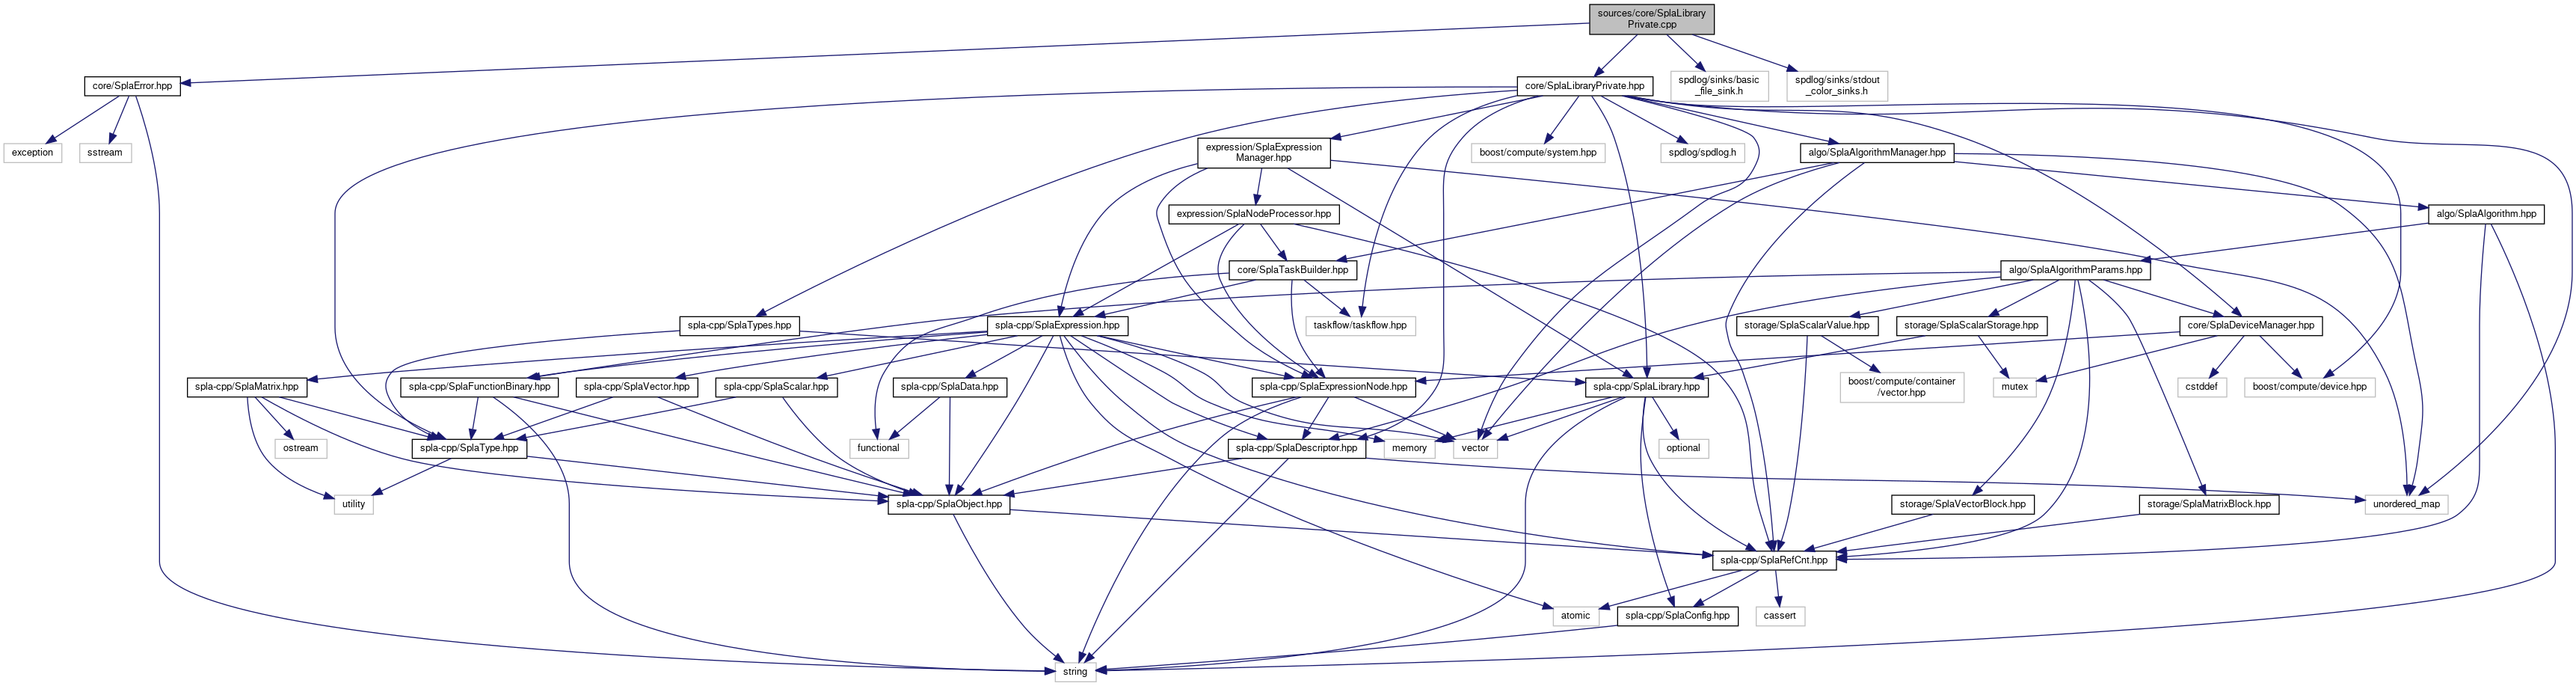 sources/core/SplaLibrary
Private.cpp
core/SplaError.hpp
core/SplaLibraryPrivate.hpp
spdlog/sinks/basic
_file_sink.h
spdlog/sinks/stdout
_color_sinks.h
exception
sstream
expression/SplaExpression
Manager.hpp
boost/compute/system.hpp
spdlog/spdlog.h
algo/SplaAlgorithmManager.hpp
expression/SplaNodeProcessor.hpp
algo/SplaAlgorithm.hpp
core/SplaTaskBuilder.hpp
algo/SplaAlgorithmParams.hpp
spla-cpp/SplaTypes.hpp
spla-cpp/SplaExpression.hpp
taskflow/taskflow.hpp
storage/SplaScalarValue.hpp
storage/SplaScalarStorage.hpp
core/SplaDeviceManager.hpp
spla-cpp/SplaMatrix.hpp
spla-cpp/SplaFunctionBinary.hpp
spla-cpp/SplaVector.hpp
spla-cpp/SplaScalar.hpp
spla-cpp/SplaData.hpp
spla-cpp/SplaExpressionNode.hpp
spla-cpp/SplaLibrary.hpp
boost/compute/container
/vector.hpp
mutex
cstddef
boost/compute/device.hpp
ostream
spla-cpp/SplaType.hpp
functional
spla-cpp/SplaDescriptor.hpp
memory
vector
optional
utility
spla-cpp/SplaObject.hpp
storage/SplaVectorBlock.hpp
storage/SplaMatrixBlock.hpp
unordered_map
spla-cpp/SplaRefCnt.hpp
atomic
spla-cpp/SplaConfig.hpp
cassert
string